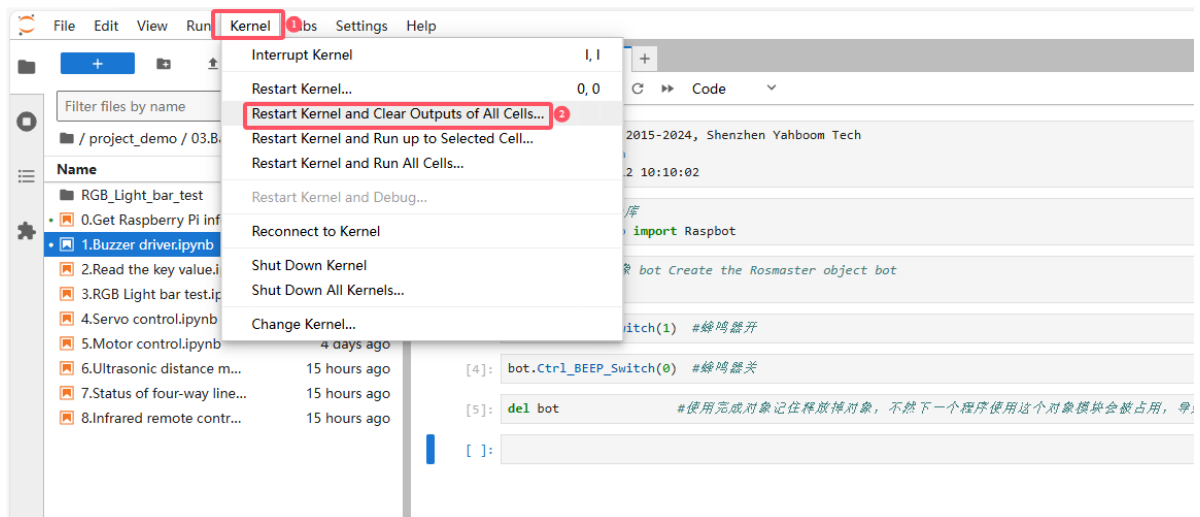 File Edit View Run Kernel 1 bs Settings Help
Interrupt Kernel I, I
Restart Kernel... 0, 0
Restart Kernel and Clear Outputs of All Cells... 2
Restart Kernel and Run up to Selected Cell...
Restart Kernel and Run All Cells...
Restart Kernel and Debug...
Reconnect to Kernel
Shut Down Kernel
Shut Down All Kernels...
Change Kernel...
Filter files by name
/ project_demo / 03.Ba
Name
RGB_Light_bar_test
0.Get Raspberry Pi inf
1.Buzzer driver.ipynb
2.Read the key value.i
3.RGB Light bar test.ip
4.Servo control.ipynb
5.Motor control.ipynb 4 days ago
6.Ultrasonic distance m... 15 hours ago
7.Status of four-way line... 15 hours ago
8.Infrared remote contr... 15 hours ago
Code
2015-2024, Shenzhen Yahboom Tech
2 10:10:02
库
import Raspbot
bot Create the Rosmaster object bot
itch(1) #蜂鸣器开
[4]: bot.Ctrl_BEEP_Switch(0) #蜂鸣器关
[5]: del bot #使用完成对象记住释放掉对象，不然下一个程序使用这个对象模块会被占用，导
[ ]: